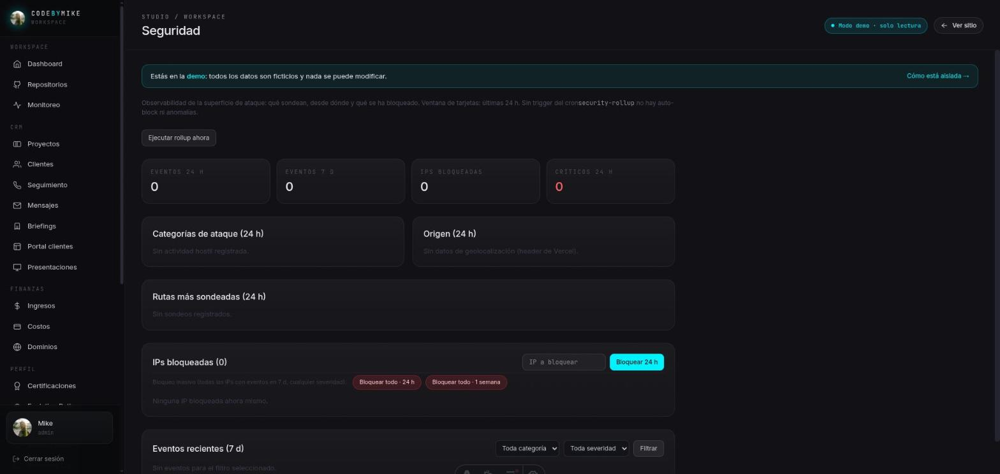 CODEBYMIKE
WORKSPACE
WORKSPACE
Dashboard
Repositorios
Monitoreo
CRM
Proyectos
Clientes
Seguimiento
Mensajes
Briefings
Portal clientes
Presentaciones
FINANZAS
Ingresos
Costos
Dominios
PERFIL
Certificaciones
Mike
admin
Cerrar sesión
STUDIO / WORKSPACE
Seguridad
Modo demo · solo lectura
← Ver sitio
Estás en la demo: todos los datos son ficticios y nada se puede modificar.
Cómo está aislada →
Observabilidad de la superficie de ataque: qué sondean, desde dónde y qué se ha bloqueado. Ventana de tarjetas: últimas 24 h. Sin trigger del cronsecurity-rollup no hay auto-
block ni anomalías.
Ejecutar rollup ahora
EVENTOS 24 H
0
EVENTOS 7 D
0
IPS BLOQUEADAS
0
CRÍTICOS 24 H
0
Categorías de ataque (24 h)
Sin actividad hostil registrada.
Origen (24 h)
Sin datos de geolocalización (header de Vercel).
Rutas más sondeadas (24 h)
Sin sondeos registrados.
IPs bloqueadas (0)
IP a bloquear
Bloquear 24 h
Bloqueo masivo (todas las IPs con eventos en 7 d, cualquier severidad):
Bloquear todo · 24 h
Bloquear todo · 1 semana
Ninguna IP bloqueada ahora mismo.
Eventos recientes (7 d)
Toda categoría
Toda severidad
Filtrar
Sin eventos para el filtro seleccionado.